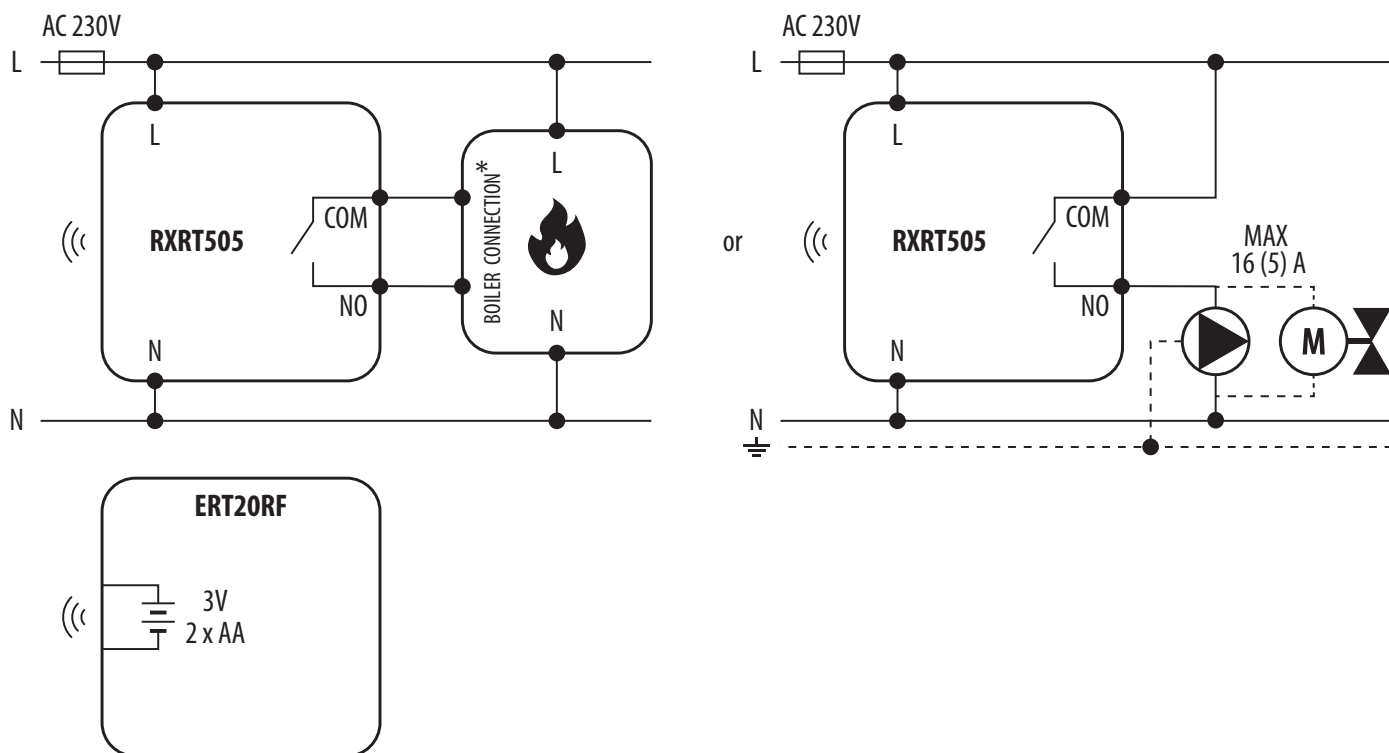 AC 230V
L
L
RXRT505
COM
NO
N
N
BOILER CONNECTION*
L
N
or
AC 230V
L
L
RXRT505
COM
NO
N
N
MAX
16 (5) A
M
ERT20RF
3V
2 x AA